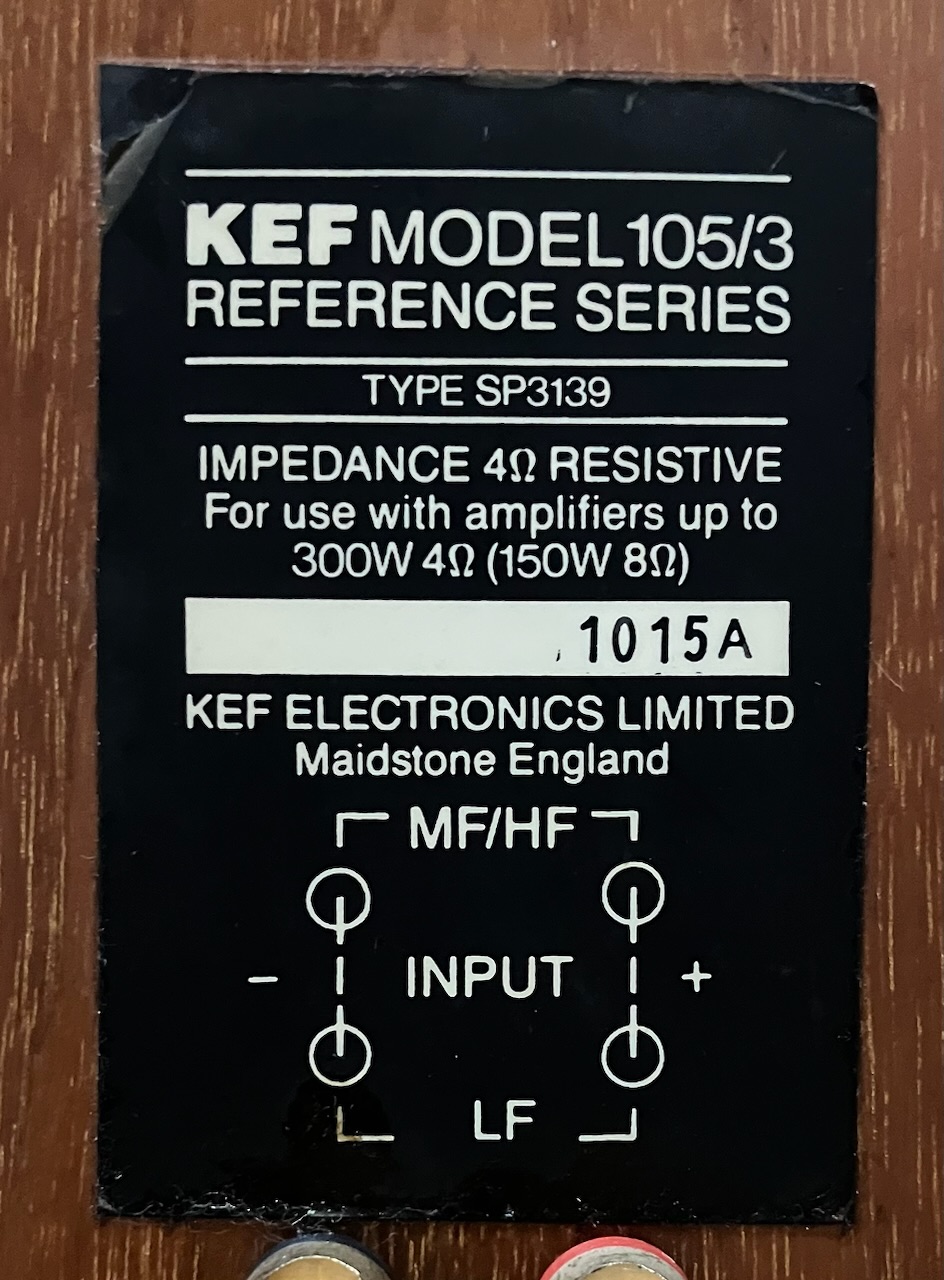 KEF MODEL 105/3
REFERENCE SERIES
TYPE SP3139
IMPEDANCE 4Ω RESISTIVE
For use with amplifiers up to
300W 4Ω (150W 8Ω)
1015A
KEF ELECTRONICS LIMITED
Maidstone England
MF/HF
- INPUT +
LF